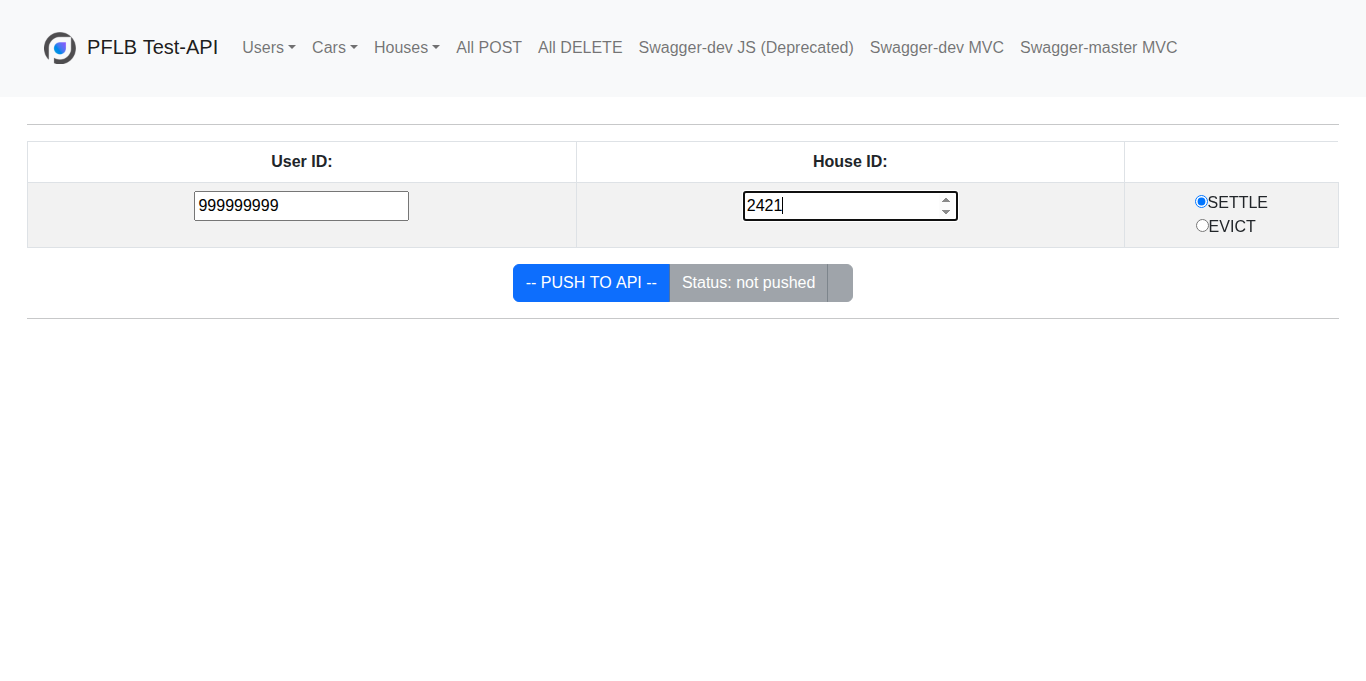 PFLB Test-API Users Cars Houses All POST All DELETE Swagger-dev JS (Deprecated) Swagger-dev MVC Swagger-master MVC
User ID: House ID:
999999999 2421 SETTLE
EVICT
-- PUSH TO API -- Status: not pushed